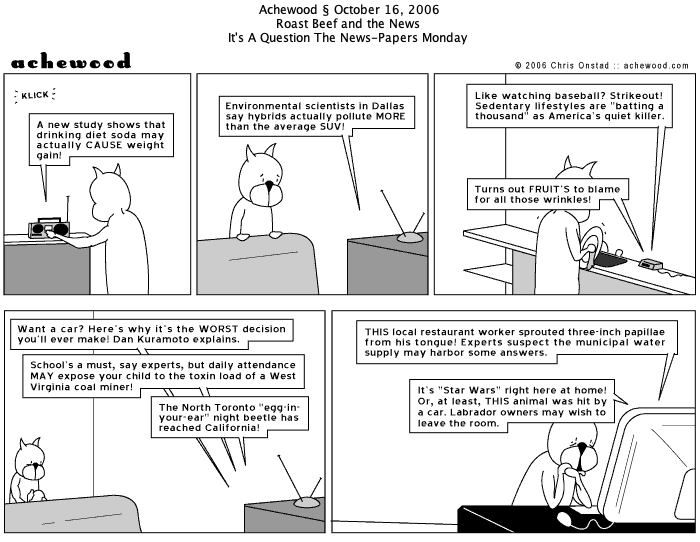 Achewood § October 16, 2006
Roast Beef and the News
It's A Question The News-Papers Monday
achewood
© 2006 Chris Onstad :: achewood.com
KLICK
A new study shows that
drinking diet soda may
actually CAUSE weight
gain!
Environmental scientists in Dallas
say hybrids actually pollute MORE
than the average SUV!
Like watching baseball? Strikeout!
Sedentary lifestyles are "batting a
thousand" as America's quiet killer.
Turns out FRUIT'S to blame
for all those wrinkles!
Want a car? Here's why it's the WORST decision
you'll ever make! Dan Kuramoto explains.
School's a must, say experts, but daily attendance
MAY expose your child to the toxin load of a West
Virginia coal miner!
The North Toronto "egg-in-
your-ear" night beetle has
reached California!
THIS local restaurant worker sprouted three-inch papillae
from his tongue! Experts suspect the municipal water
supply may harbor some answers.
It's "Star Wars" right here at home!
Or, at least, THIS animal was hit by
a car. Labrador owners may wish to
leave the room.